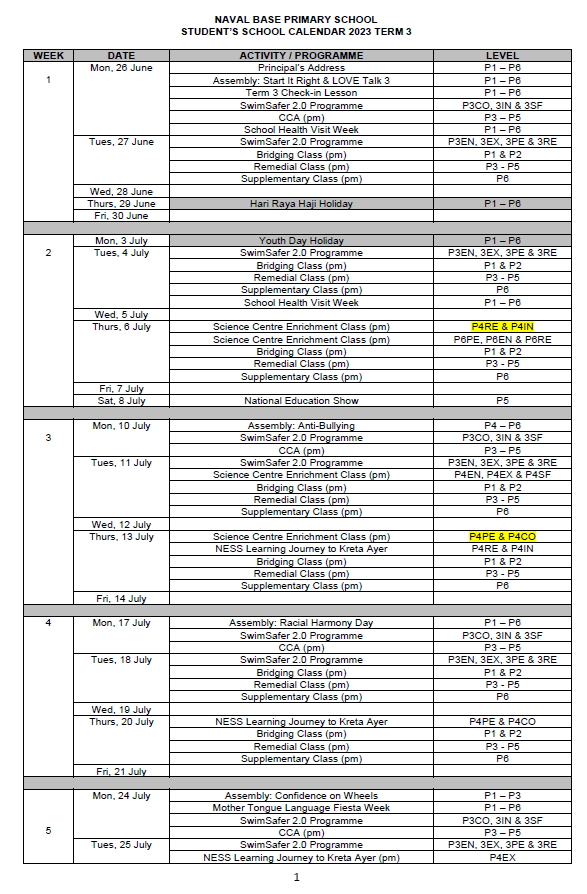 NAVAL BASE PRIMARY SCHOOL
STUDENT'S SCHOOL CALENDAR 2023 TERM 3
WEEK DATE ACTIVITY / PROGRAMME LEVEL
Mon, 26 June Principal's Address P1 – P6
1 Assembly: Start It Right & LOVE Talk 3 P1 – P6
Term 3 Check-in Lesson P1 – P6
SwimSafer 2.0 Programme P3CO, 3IN & 3SF
CCA (pm) P3 – P5
School Health Visit Week P1 – P6
Tues, 27 June SwimSafer 2.0 Programme P3EN, 3EX, 3PE & 3RE
Bridging Class (pm) P1 & P2
Remedial Class (pm) P3 - P5
Supplementary Class (pm) P6
Wed, 28 June
Thurs, 29 June Hari Raya Haji Holiday P1 – P6
Fri, 30 June
Mon, 3 July Youth Day Holiday P1 – P6
2 Tues, 4 July SwimSafer 2.0 Programme P3EN, 3EX, 3PE & 3RE
Bridging Class (pm) P1 & P2
Remedial Class (pm) P3 - P5
Supplementary Class (pm) P6
School Health Visit Week P1 – P6
Wed, 5 July
Thurs, 6 July Science Centre Enrichment Class (pm) P4RE & P4IN
Science Centre Enrichment Class (pm) P6PE, P6EN & P6RE
Bridging Class (pm) P1 & P2
Remedial Class (pm) P3 - P5
Supplementary Class (pm) P6
Fri, 7 July
Sat, 8 July National Education Show P5
Mon, 10 July Assembly: Anti-Bullying P4 – P6
3 SwimSafer 2.0 Programme P3CO, 3IN & 3SF
CCA (pm) P3 – P5
Tues, 11 July SwimSafer 2.0 Programme P3EN, 3EX, 3PE & 3RE
Science Centre Enrichment Class (pm) P4EN, P4EX & P4SF
Bridging Class (pm) P1 & P2
Remedial Class (pm) P3 - P5
Supplementary Class (pm) P6
Wed, 12 July
Thurs, 13 July Science Centre Enrichment Class (pm) P4PE & P4CO
NESS Learning Journey to Kreta Ayer P4RE & P4IN
Bridging Class (pm) P1 & P2
Remedial Class (pm) P3 - P5
Supplementary Class (pm) P6
Fri, 14 July
4 Mon, 17 July Assembly: Racial Harmony Day P1 – P6
SwimSafer 2.0 Programme P3CO, 3IN & 3SF
CCA (pm) P3 – P5
Tues, 18 July SwimSafer 2.0 Programme P3EN, 3EX, 3PE & 3RE
Bridging Class (pm) P1 & P2
Remedial Class (pm) P3 - P5
Supplementary Class (pm) P6
Wed, 19 July
Thurs, 20 July NESS Learning Journey to Kreta Ayer P4PE & P4CO
Bridging Class (pm) P1 & P2
Remedial Class (pm) P3 - P5
Supplementary Class (pm) P6
Fri, 21 July
Mon, 24 July Assembly: Confidence on Wheels P1 – P3
Mother Tongue Language Fiesta Week P1 – P6
SwimSafer 2.0 Programme P3CO, 3IN & 3SF
5 CCA (pm) P3 – P5
Tues, 25 July SwimSafer 2.0 Programme P3EN, 3EX, 3PE & 3RE
NESS Learning Journey to Kreta Ayer (pm) P4EX
1